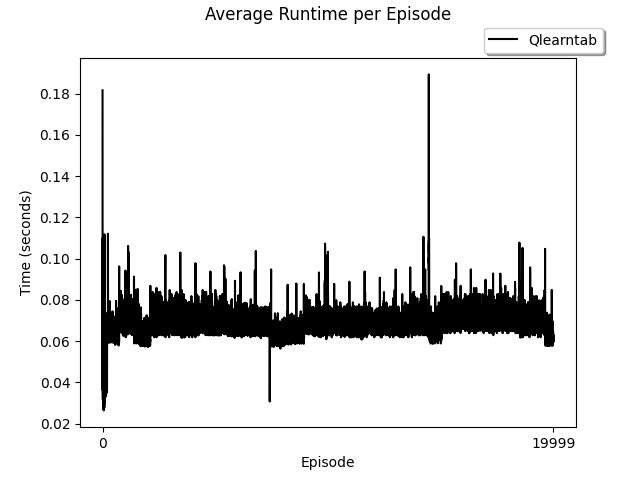 Average Runtime per Episode
Qlearntab
Time (seconds)
0.18
0.16
0.14
0.12
0.10
0.08
0.06
0.04
0.02
0 19999
Episode